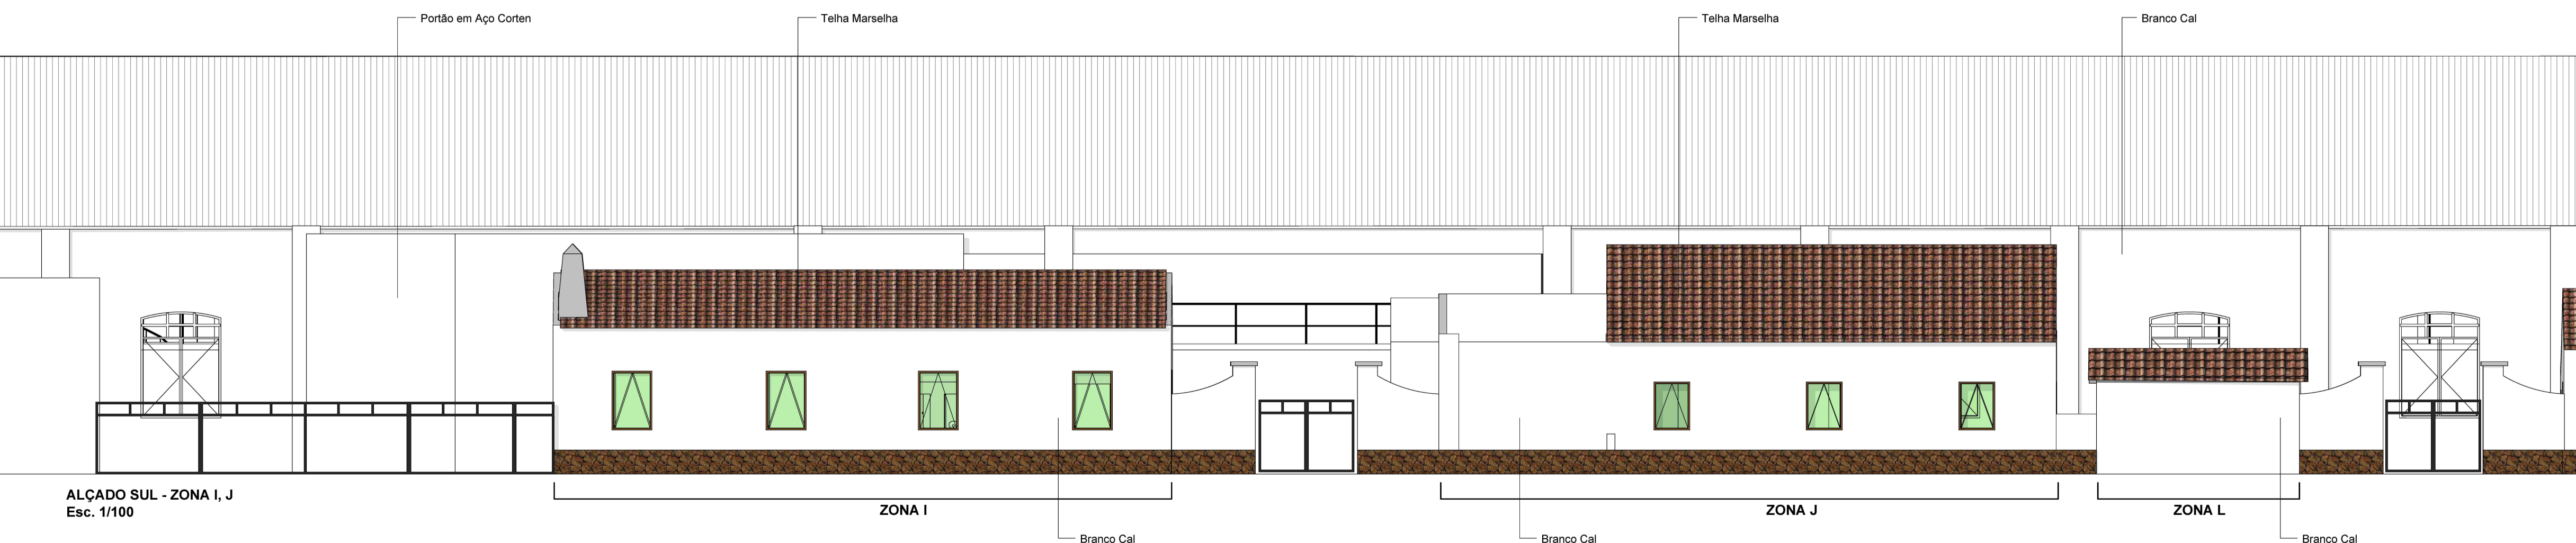 Portão em Aço Corten
Telha Marselha
Telha Marselha
Branco Cal
ALÇADO SUL - ZONA I, J
Esc. 1/100
ZONA I
ZONA J
ZONA L
Branco Cal
Branco Cal
Branco Cal